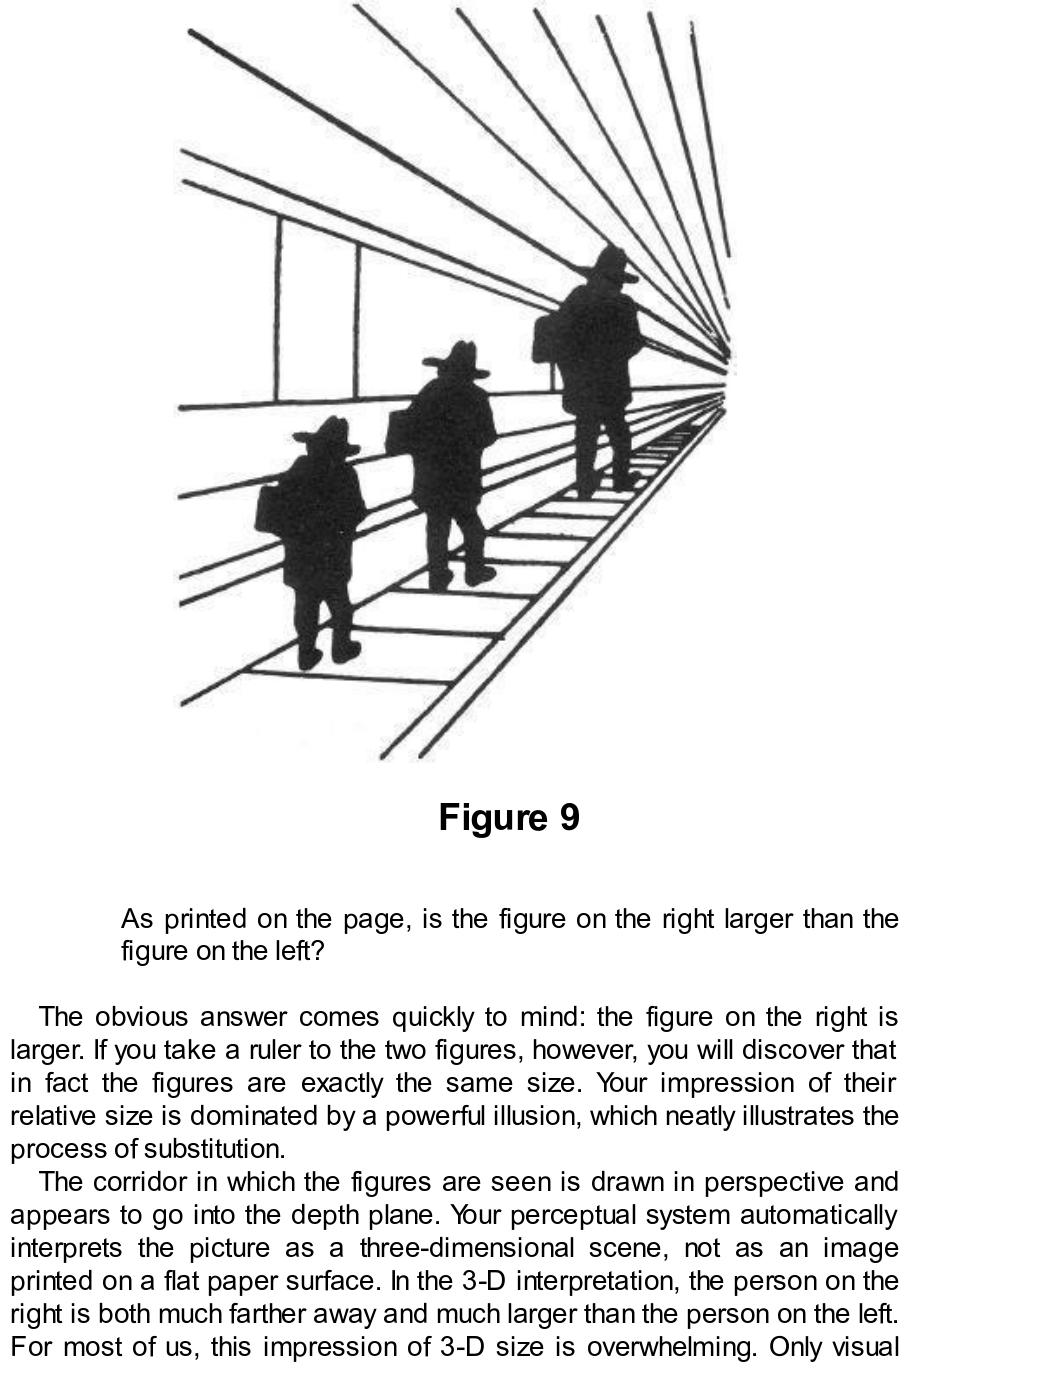 Figure 9
As printed on the page, is the figure on the right larger than the
figure on the left?
The obvious answer comes quickly to mind: the figure on the right is
larger. If you take a ruler to the two figures, however, you will discover that
in fact the figures are exactly the same size. Your impression of their
relative size is dominated by a powerful illusion, which neatly illustrates the
process of substitution.
The corridor in which the figures are seen is drawn in perspective and
appears to go into the depth plane. Your perceptual system automatically
interprets the picture as a three-dimensional scene, not as an image
printed on a flat paper surface. In the 3-D interpretation, the person on the
right is both much farther away and much larger than the person on the left.
For most of us, this impression of 3-D size is overwhelming. Only visual